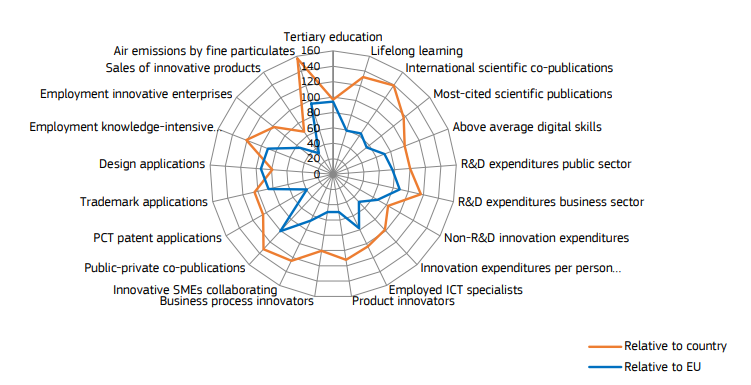 Tertiary education
Air emissions by fine particulates
160
Lifelong learning
Sales of innovative products
140
International scientific co-publications
120
Employment innovative enterprises
100
Most-cited scientific publications
80
Employment knowledge-intensive...
60
Above average digital skills
40
20
Design applications
0
R&D expenditures public sector
Trademark applications
R&D expenditures business sector
PCT patent applications
Non-R&D innovation expenditures
Public-private co-publications
Innovation expenditures per person...
Innovative SMEs collaborating
Employed ICT specialists
Business process innovators
Product innovators
Relative to country
Relative to EU